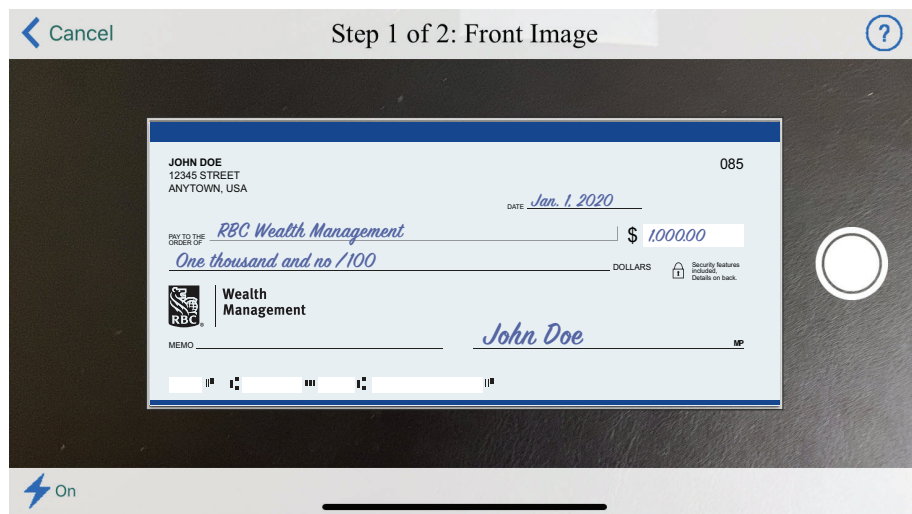 Cancel
Step 1 of 2: Front Image
?
JOHN DOE
12345 STREET
ANYTOWN, USA
085
DATE Jan. 1, 2020
PAY TO THE
ORDER OF RBC Wealth Management $ 1,000.00
One thousand and no /100 DOLLARS
Security features
included.
Details on back.
RBC®
Wealth
Management
MEMO
John Doe
MP
On